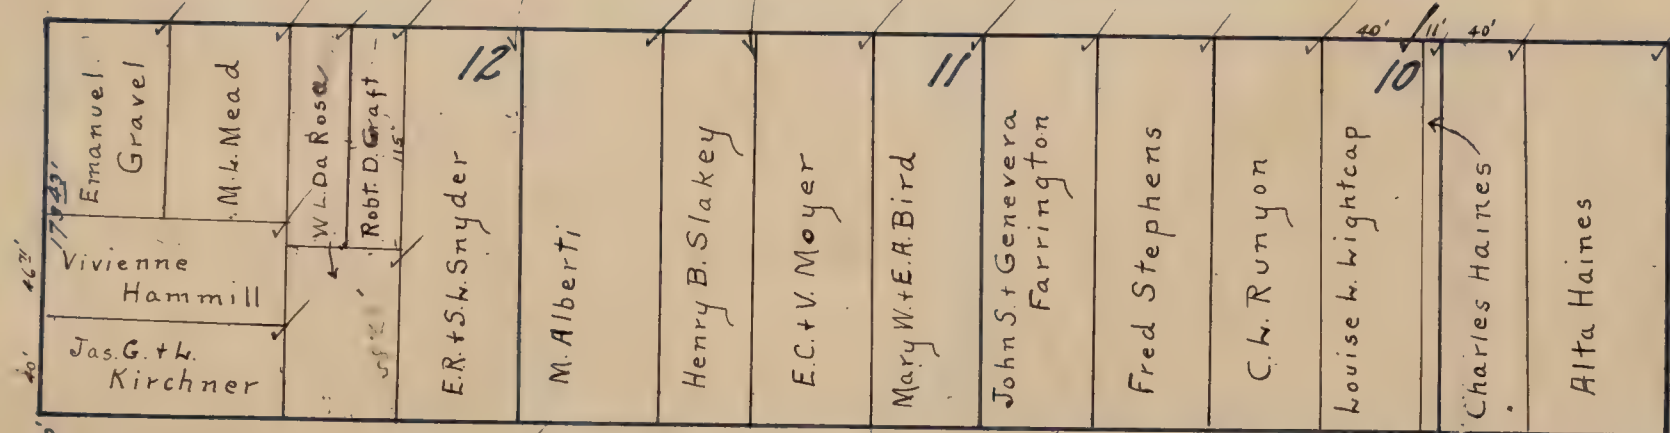 Emanuel
Gravel
M.L. Mead
W.L. Da Rosa
Robt. D. Graft
115'
12
E.R. + S.L. Snyder
M. Alberti
Henry B. Slakey
E.C. + V. Moyer
11
Mary W. + E.A. Bird
John S. + Genevera
Farrington
Fred Stephens
C.L. Runyon
40'
11'
40'
10
Louise L. Lightcap
Charles Haines
Alta Haines
Vivienne
Hammill
Jas. G. + L.
Kirchner
40'